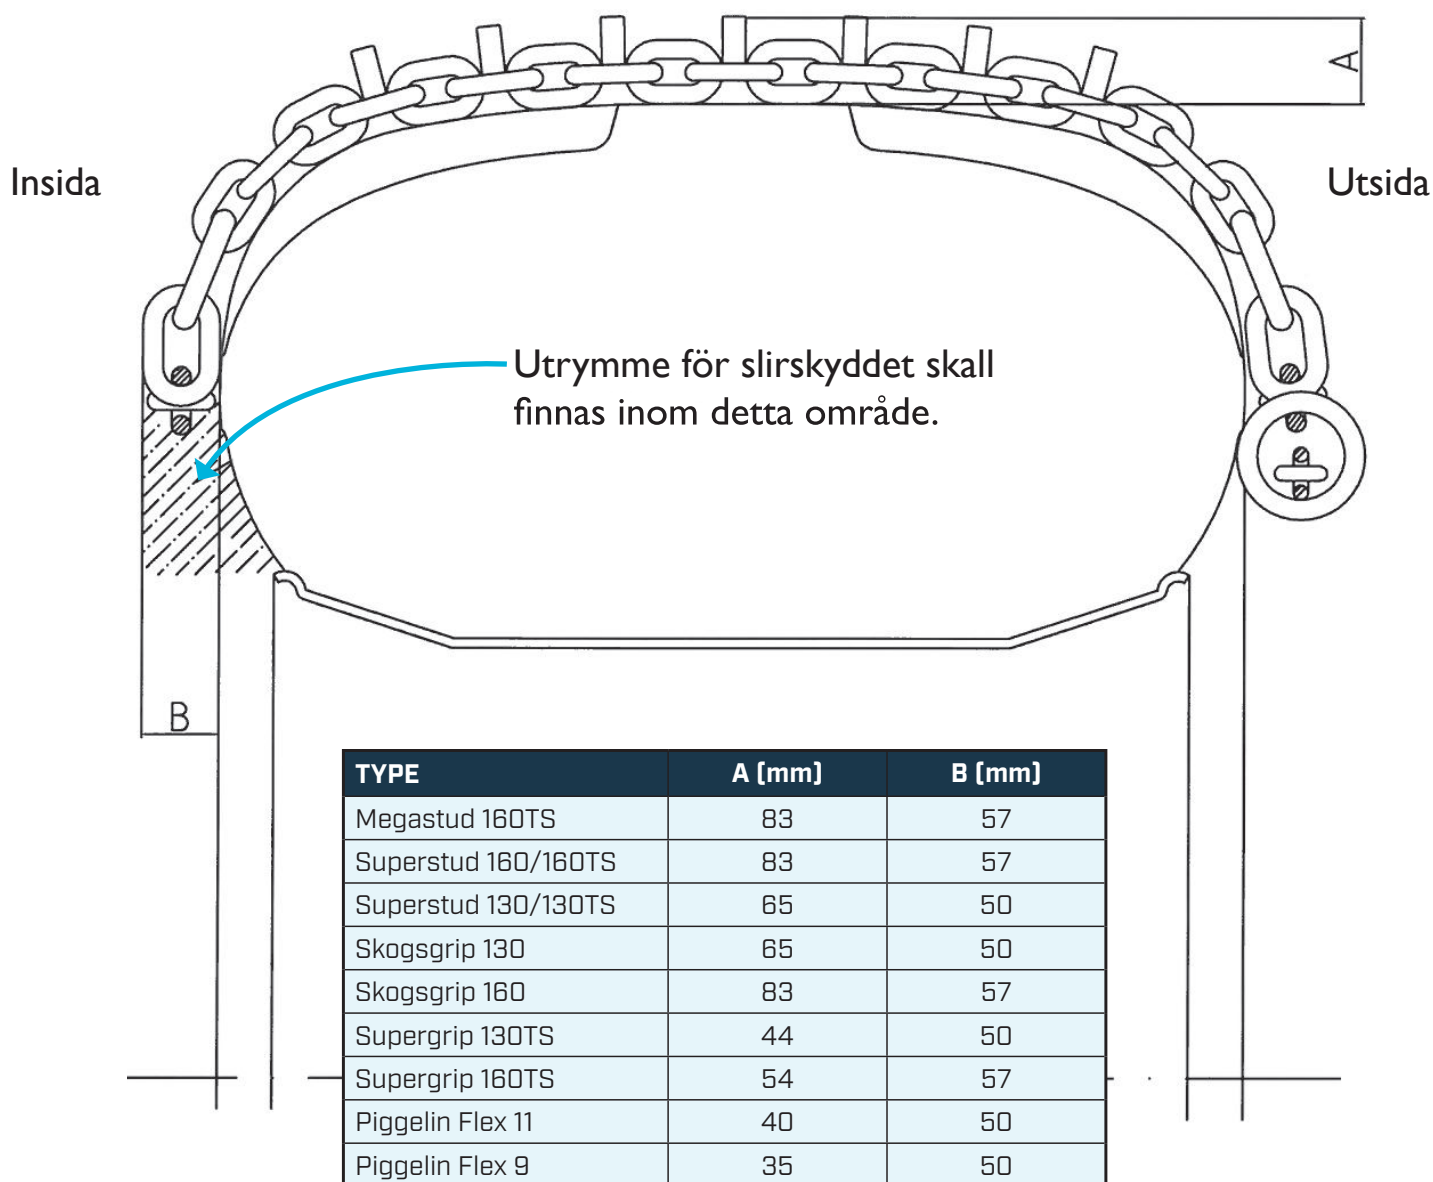 A
Insida
Utsida
Utrymme för slirskyddet skall
finnas inom detta område.
B
TYPE A (mm) B (mm)
Megastud 160TS 83 57
Superstud 160/160TS 83 57
Superstud 130/130TS 65 50
Skogsgrip 130 65 50
Skogsgrip 160 83 57
Supergrip 130TS 44 50
Supergrip 160TS 54 57
Piggelin Flex 11 40 50
Piggelin Flex 9 35 50